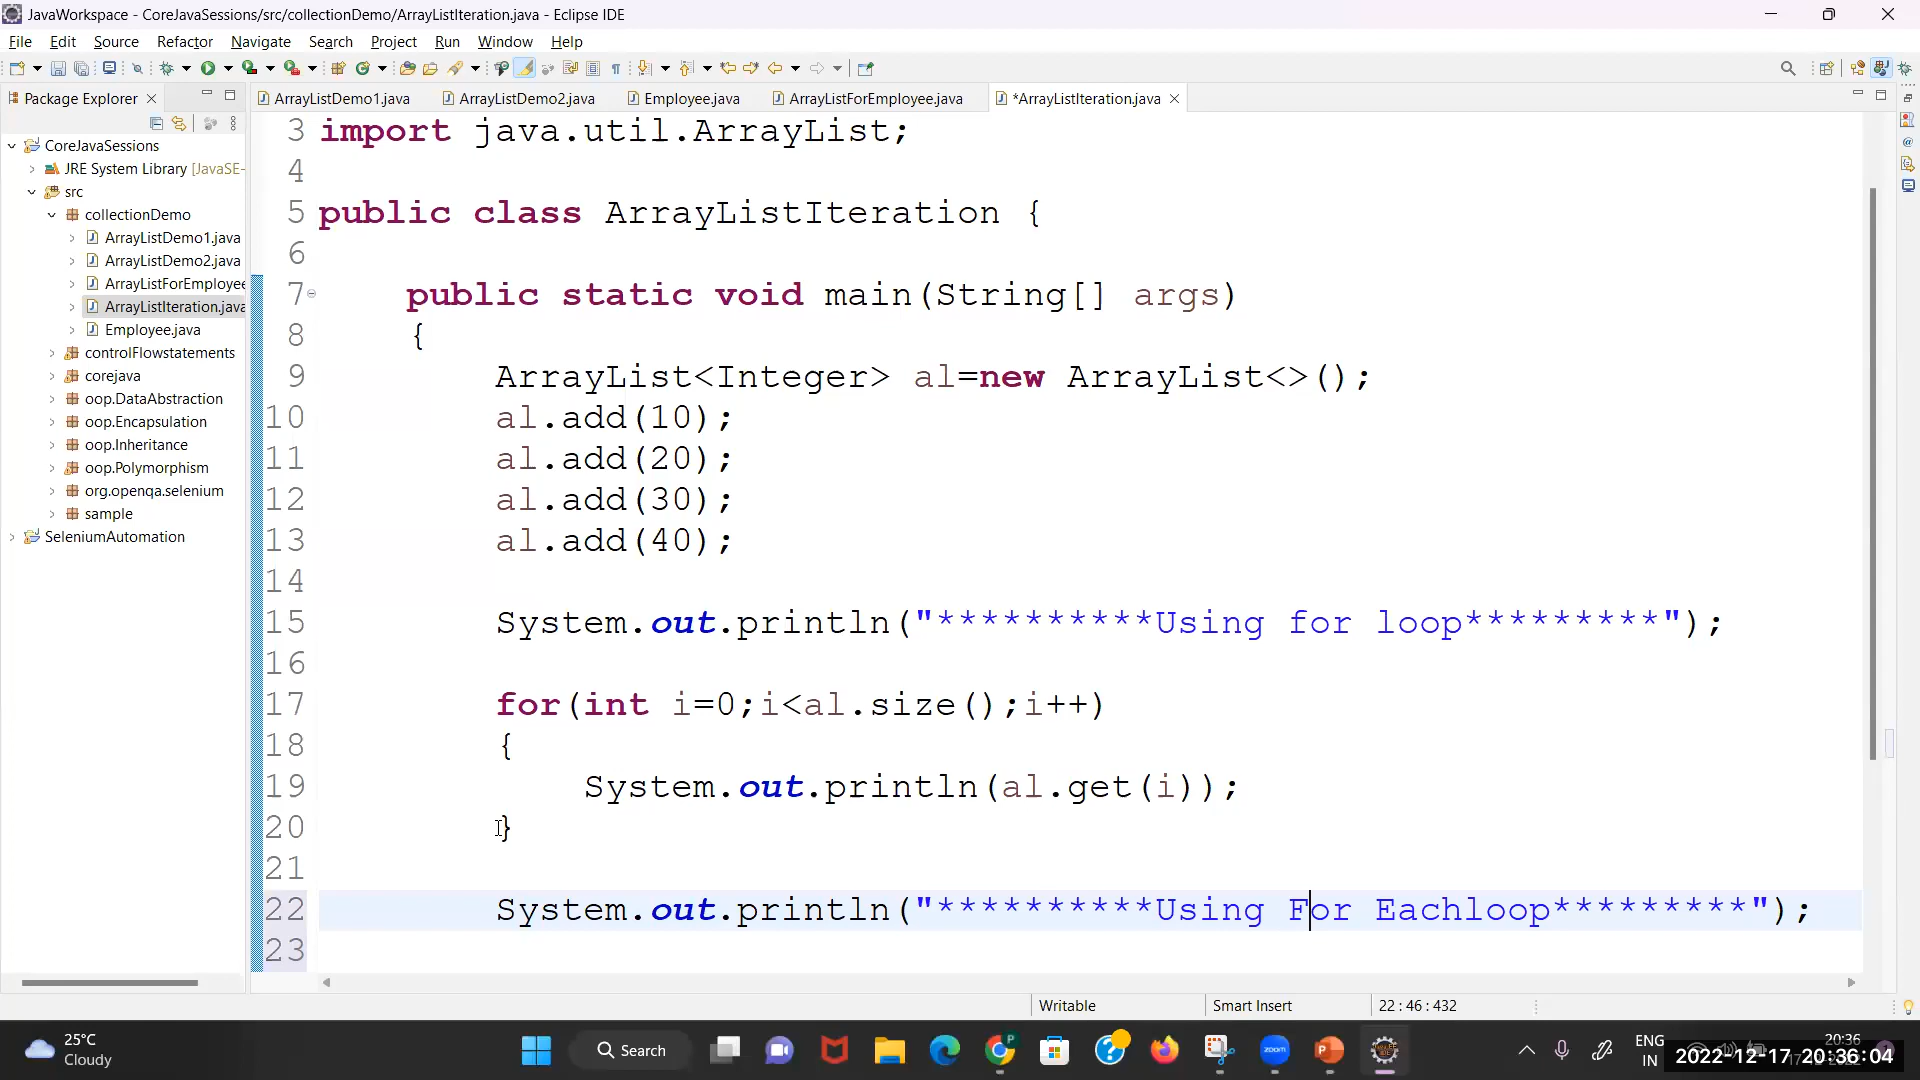 JavaWorkspace - CoreJavaSessions/src/collectionDemo/ArrayListIteration.java - Eclipse IDE
File Edit Source Refactor Navigate Search Project Run Window Help
Package Explorer
ArrayListDemo1.java ArrayListDemo2.java Employee.java ArrayListForEmployee.java *ArrayListIteration.java
CoreJavaSessions
JRE System Library [JavaSE-
src
collectionDemo
ArrayListDemo1.java
ArrayListDemo2.java
ArrayListForEmployee
ArrayListIteration.java
Employee.java
controlFlowstatements
corejava
oop.DataAbstraction
oop.Encapsulation
oop.Inheritance
oop.Polymorphism
org.openqa.selenium
sample
SeleniumAutomation
3 import java.util.ArrayList;
4
5 public class ArrayListIteration {
6
7 public static void main(String[] args)
8 {
9 ArrayList<Integer> al=new ArrayList<>();
10 al.add(10);
11 al.add(20);
12 al.add(30);
13 al.add(40);
14
15 System.out.println("**********Using for loop*********");
16
17 for(int i=0;i<al.size();i++)
18 {
19 System.out.println(al.get(i));
20 }
21
22 System.out.println("**********Using For Eachloop*********");
23
Writable Smart Insert 22 : 46 : 432
25°C
Cloudy
Search
zoom
ENG
IN
20:36
2022-12-17 20:36:04